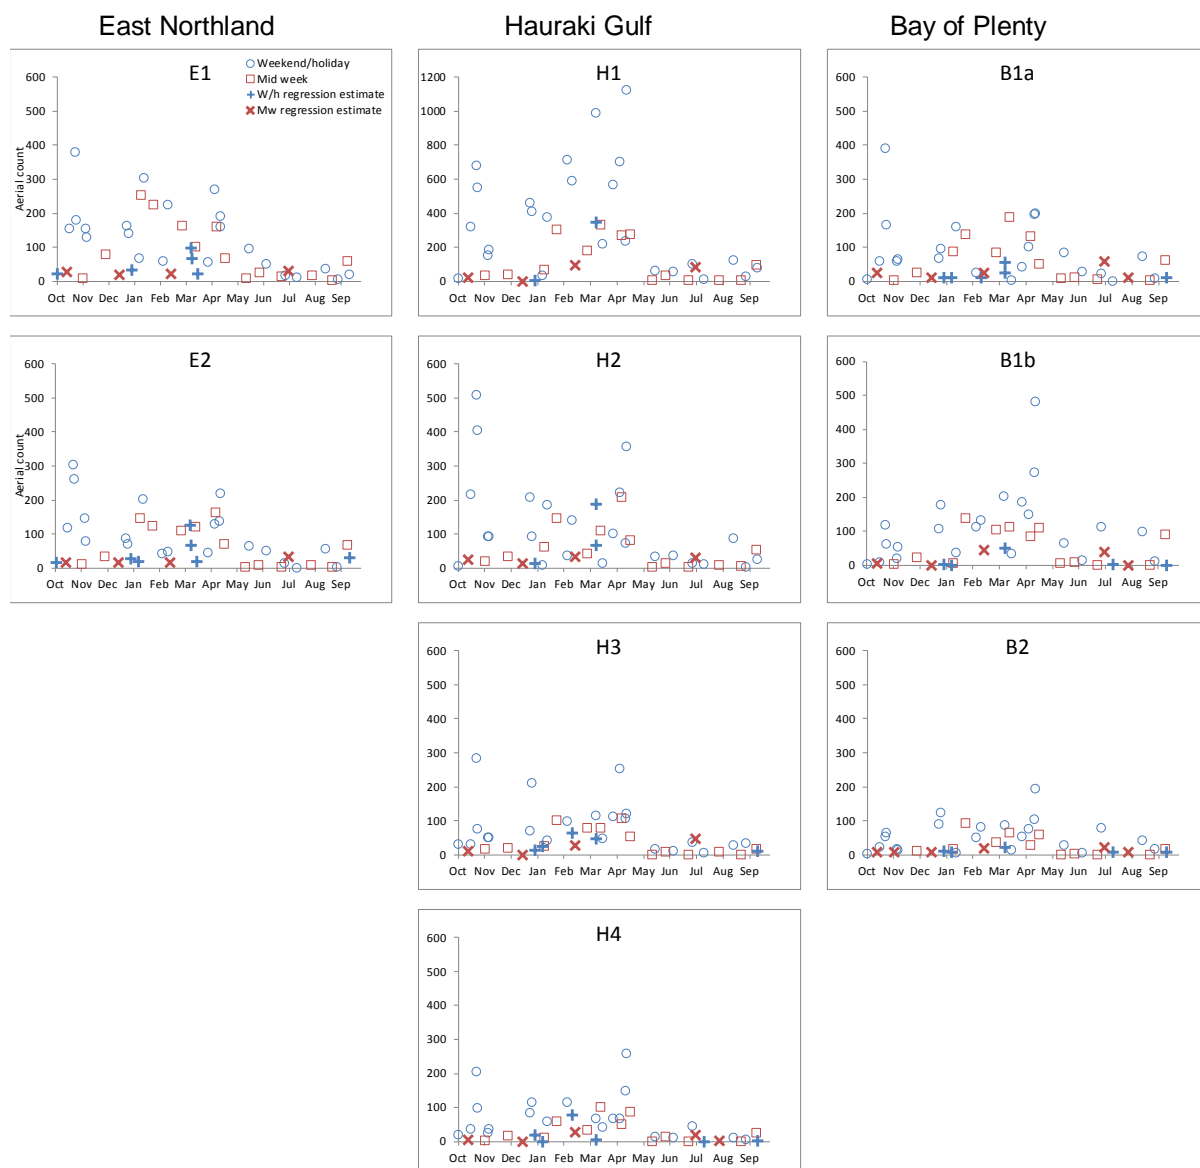 East Northland Hauraki Gulf Bay of Plenty
E1
Weekend/holiday
Mid week
W/h regression estimate
Mw regression estimate
Aerial count
600
500
400
300
200
100
0
Oct Nov Dec Jan Feb Mar Apr May Jun Jul Aug Sep
H1
1200
1000
800
600
400
200
0
Oct Nov Dec Jan Feb Mar Apr May Jun Jul Aug Sep
B1a
600
500
400
300
200
100
0
Oct Nov Dec Jan Feb Mar Apr May Jun Jul Aug Sep
E2
Aerial count
600
500
400
300
200
100
0
Oct Nov Dec Jan Feb Mar Apr May Jun Jul Aug Sep
H2
600
500
400
300
200
100
0
Oct Nov Dec Jan Feb Mar Apr May Jun Jul Aug Sep
B1b
600
500
400
300
200
100
0
Oct Nov Dec Jan Feb Mar Apr May Jun Jul Aug Sep
H3
600
500
400
300
200
100
0
Oct Nov Dec Jan Feb Mar Apr May Jun Jul Aug Sep
B2
600
500
400
300
200
100
0
Oct Nov Dec Jan Feb Mar Apr May Jun Jul Aug Sep
H4
600
500
400
300
200
100
0
Oct Nov Dec Jan Feb Mar Apr May Jun Jul Aug Sep